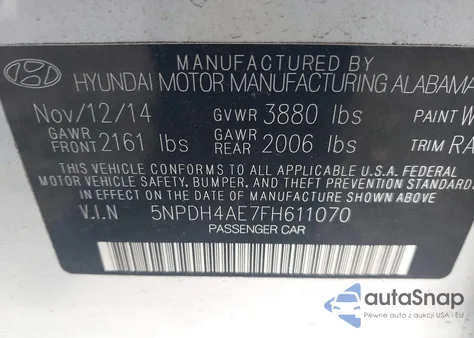 MANUFACTURED BY
HYUNDAI MOTOR MANUFACTURING ALABAMA
Nov/12/14 GVWR 3880 lbs PAINT W
GAWR FRONT 2161 lbs GAWR REAR 2006 lbs TRIM RA
THIS VEHICLE CONFORMS TO ALL APPLICABLE U.S.A. FEDERAL
MOTOR VEHICLE SAFETY, BUMPER, AND THEFT PREVENTION STANDARDS
IN EFFECT ON THE DATE OF MANUFACTURE SHOWN ABOVE
V.I.N 5NPDH4AE7FH611070
PASSENGER CAR
autoSnap
Pewne auta z aukcji USA i EU